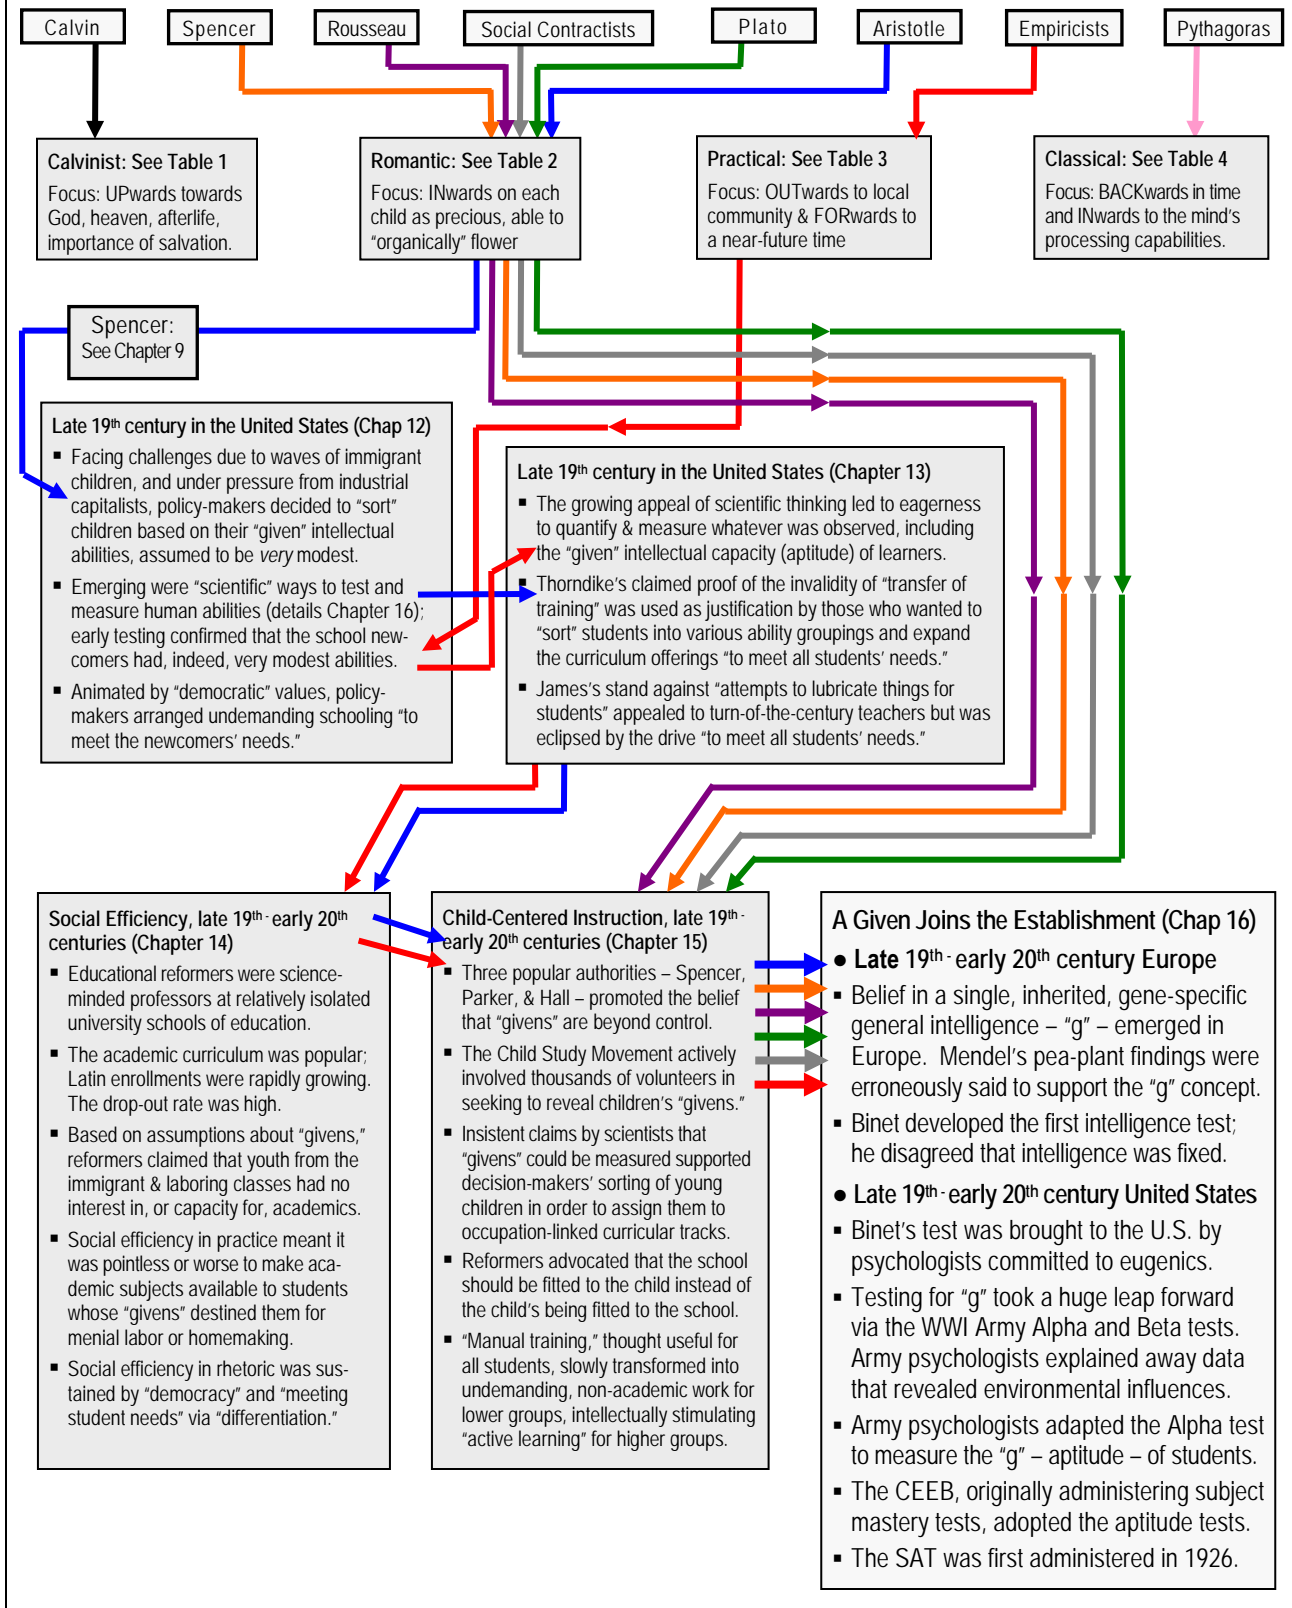 Calvin
Spencer
Rousseau
Social Contractists
Plato
Aristotle
Empiricists
Pythagoras
Calvinist: See Table 1
Focus: UPwards towards
God, heaven, afterlife,
importance of salvation.
Romantic: See Table 2
Focus: INwards on each
child as precious, able to
“organically” flower
Practical: See Table 3
Focus: OUTwards to local
community & FORwards to
a near-future time
Classical: See Table 4
Focus: BACKwards in time
and INwards to the mind’s
processing capabilities.
Spencer:
See Chapter 9
Late 19th century in the United States (Chap 12)
▪ Facing challenges due to waves of immigrant
children, and under pressure from industrial
capitalists, policy-makers decided to “sort”
children based on their “given” intellectual
abilities, assumed to be very modest.
▪ Emerging were “scientific” ways to test and
measure human abilities (details Chapter 16);
early testing confirmed that the school new-
comers had, indeed, very modest abilities.
▪ Animated by “democratic” values, policy-
makers arranged undemanding schooling “to
meet the newcomers’ needs.”
Late 19th century in the United States (Chapter 13)
▪ The growing appeal of scientific thinking led to eagerness
to quantify & measure whatever was observed, including
the “given” intellectual capacity (aptitude) of learners.
▪ Thorndike’s claimed proof of the invalidity of “transfer of
training” was used as justification by those who wanted to
“sort” students into various ability groupings and expand
the curriculum offerings “to meet all students’ needs.”
▪ James’s stand against “attempts to lubricate things for
students” appealed to turn-of-the-century teachers but was
eclipsed by the drive “to meet all students’ needs.”
Social Efficiency, late 19th - early 20th
centuries (Chapter 14)
▪ Educational reformers were science-
minded professors at relatively isolated
university schools of education.
▪ The academic curriculum was popular;
Latin enrollments were rapidly growing.
The drop-out rate was high.
▪ Based on assumptions about “givens,”
reformers claimed that youth from the
immigrant & laboring classes had no
interest in, or capacity for, academics.
▪ Social efficiency in practice meant it
was pointless or worse to make aca-
demic subjects available to students
whose “givens” destined them for
menial labor or homemaking.
▪ Social efficiency in rhetoric was sus-
tained by “democracy” and “meeting
student needs” via “differentiation.”
Child-Centered Instruction, late 19th -
early 20th centuries (Chapter 15)
▪ Three popular authorities – Spencer,
Parker, & Hall – promoted the belief
that “givens” are beyond control.
▪ The Child Study Movement actively
involved thousands of volunteers in
seeking to reveal children’s “givens.”
▪ Insistent claims by scientists that
“givens” could be measured supported
decision-makers’ sorting of young
children in order to assign them to
occupation-linked curricular tracks.
▪ Reformers advocated that the school
should be fitted to the child instead of
the child’s being fitted to the school.
▪ “Manual training,” thought useful for
all students, slowly transformed into
undemanding, non-academic work for
lower groups, intellectually stimulating
“active learning” for higher groups.
A Given Joins the Establishment (Chap 16)
● Late 19th - early 20th century Europe
▪ Belief in a single, inherited, gene-specific
general intelligence – “g” – emerged in
Europe. Mendel’s pea-plant findings were
erroneously said to support the “g” concept.
▪ Binet developed the first intelligence test;
he disagreed that intelligence was fixed.
● Late 19th - early 20th century United States
▪ Binet’s test was brought to the U.S. by
psychologists committed to eugenics.
▪ Testing for “g” took a huge leap forward
via the WWI Army Alpha and Beta tests.
Army psychologists explained away data
that revealed environmental influences.
▪ Army psychologists adapted the Alpha test
to measure the “g” – aptitude – of students.
▪ The CEEB, originally administering subject
mastery tests, adopted the aptitude tests.
▪ The SAT was first administered in 1926.